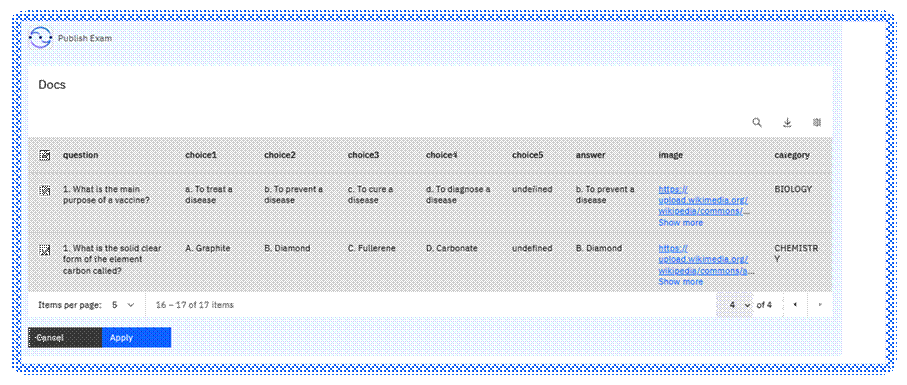 Publish Exam
Docs
question choice1 choice2 choice3 choice4 choice5 answer image category
1. What is the main purpose of a vaccine? a. To treat a disease b. To prevent a disease c. To cure a disease d. To diagnose a disease undefined b. To prevent a disease https://upload.wikimedia.org/wikipedia/commons/... Show more BIOLOGY
1. What is the solid clear form of the element carbon called? A. Graphite B. Diamond C. Fullerene D. Carbonate undefined B. Diamond https://upload.wikimedia.org/wikipedia/commons/a... Show more CHEMISTRY
Items per page: 5 16 – 17 of 17 items 4 of 4
Cancel Apply